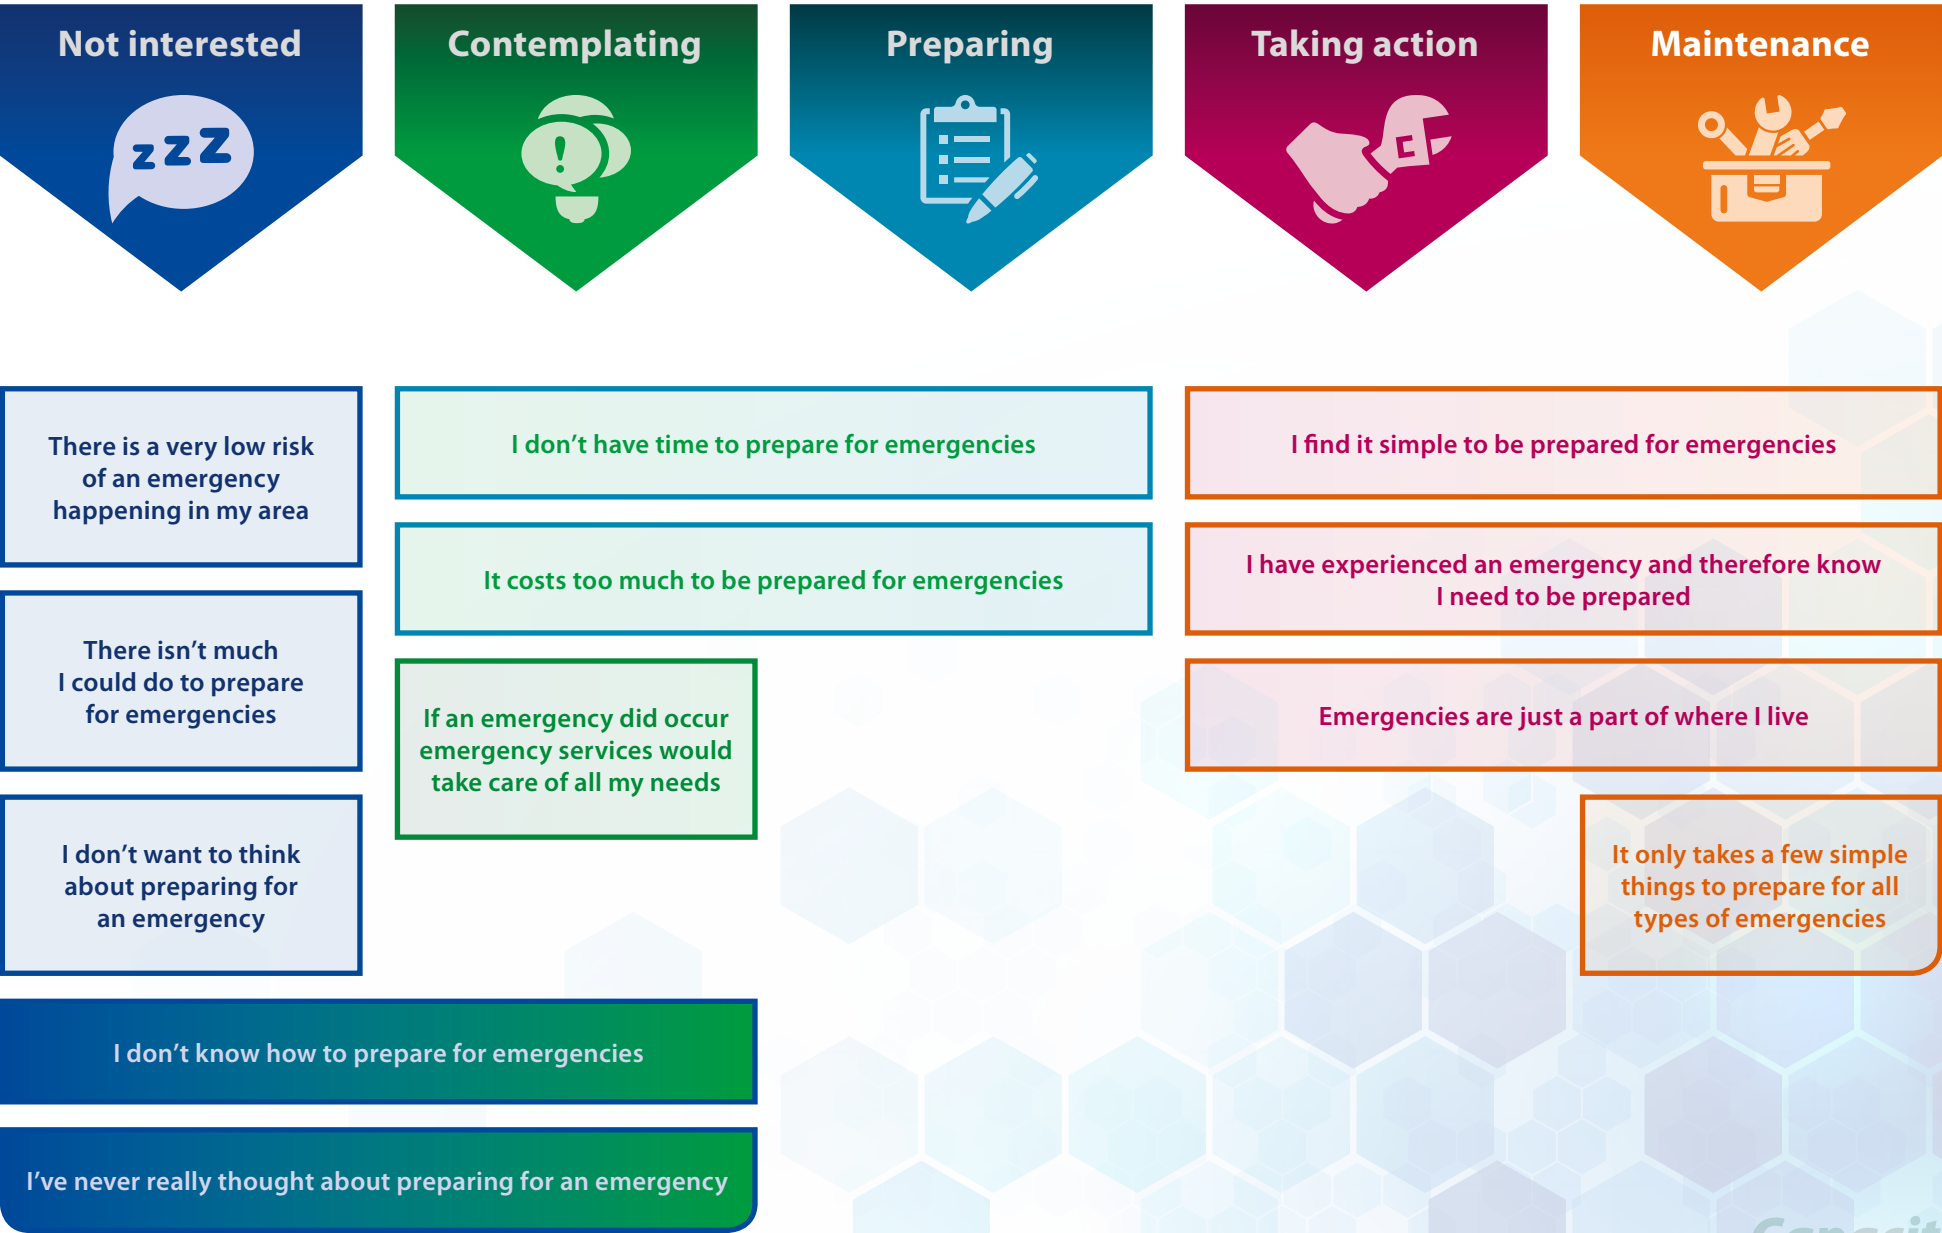 Not interested
Contemplating
Preparing
Taking action
Maintenance
zzz
!
There is a very low risk
of an emergency
happening in my area
There isn’t much
I could do to prepare
for emergencies
I don’t want to think
about preparing for
an emergency
I don’t have time to prepare for emergencies
It costs too much to be prepared for emergencies
If an emergency did occur
emergency services would
take care of all my needs
I find it simple to be prepared for emergencies
I have experienced an emergency and therefore know
I need to be prepared
Emergencies are just a part of where I live
It only takes a few simple
things to prepare for all
types of emergencies
I don’t know how to prepare for emergencies
I’ve never really thought about preparing for an emergency